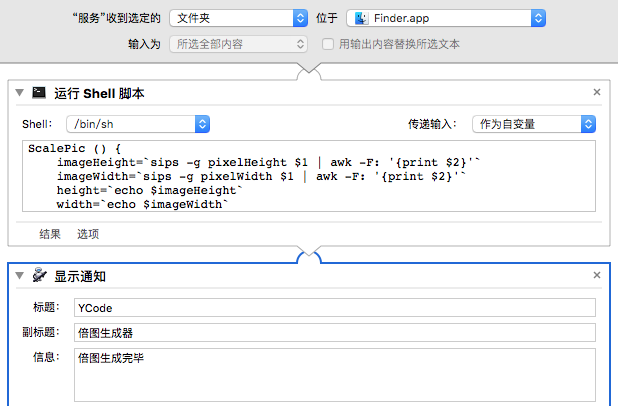 “服务”收到选定的 文件夹 位于 Finder.app
输入为 所选全部内容 用输出内容替换所选文本
运行 Shell 脚本
Shell: /bin/sh 传递输入: 作为自变量
ScalePic () {
imageHeight=`sips -g pixelHeight $1 | awk -F: '{print $2}'`
imageWidth=`sips -g pixelWidth $1 | awk -F: '{print $2}'`
height=`echo $imageHeight`
width=`echo $imageWidth`
结果 选项
显示通知
标题: YCode
副标题: 倍图生成器
信息: 倍图生成完毕